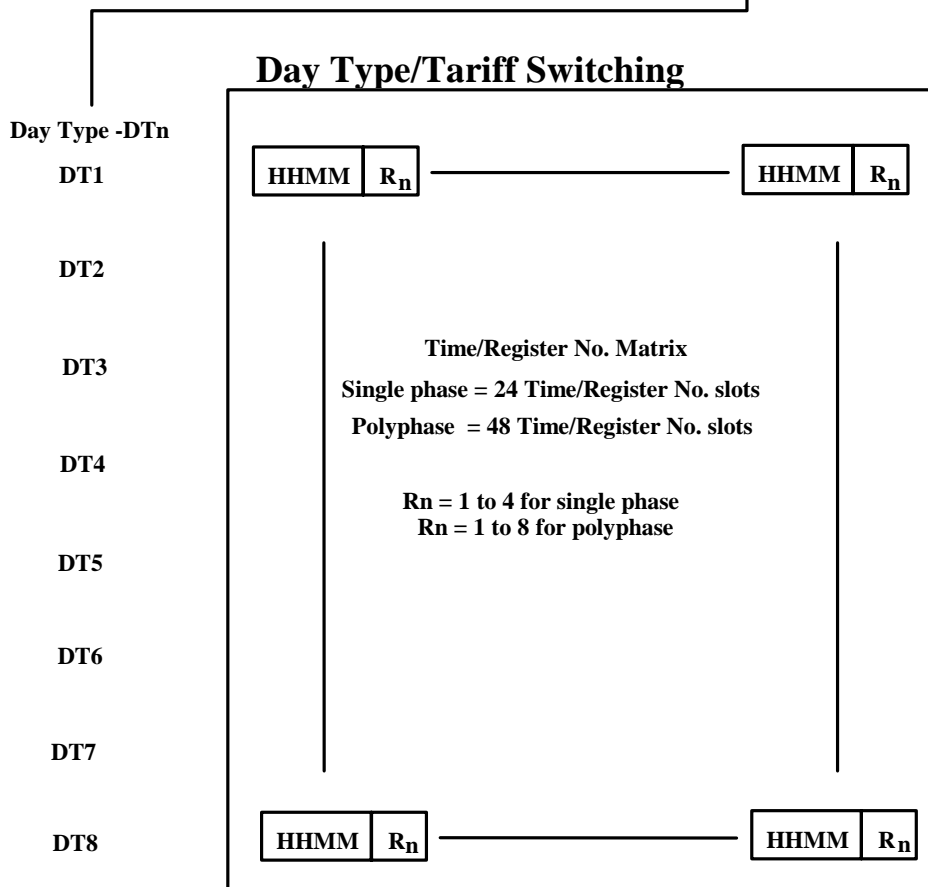 Day Type/Tariff Switching
Day Type -DTn
DT1
HHMM Rn
HHMM Rn
DT2
DT3
Time/Register No. Matrix
Single phase = 24 Time/Register No. slots
Polyphase = 48 Time/Register No. slots
DT4
Rn = 1 to 4 for single phase
Rn = 1 to 8 for polyphase
DT5
DT6
DT7
DT8
HHMM Rn
HHMM Rn